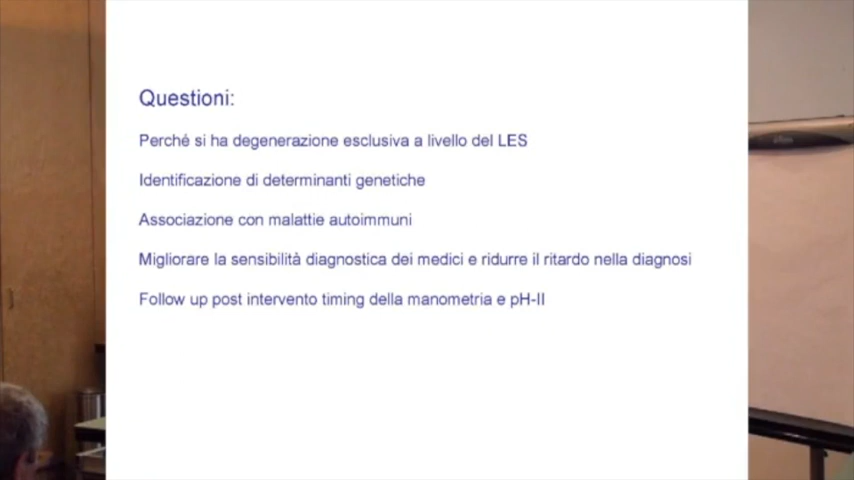 Questioni:
Perché si ha degenerazione esclusiva a livello del LES
Identificazione di determinanti genetiche
Associazione con malattie autoimmuni
Migliorare la sensibilità diagnostica dei medici e ridurre il ritardo nella diagnosi
Follow up post intervento timing della manometria e pH-II